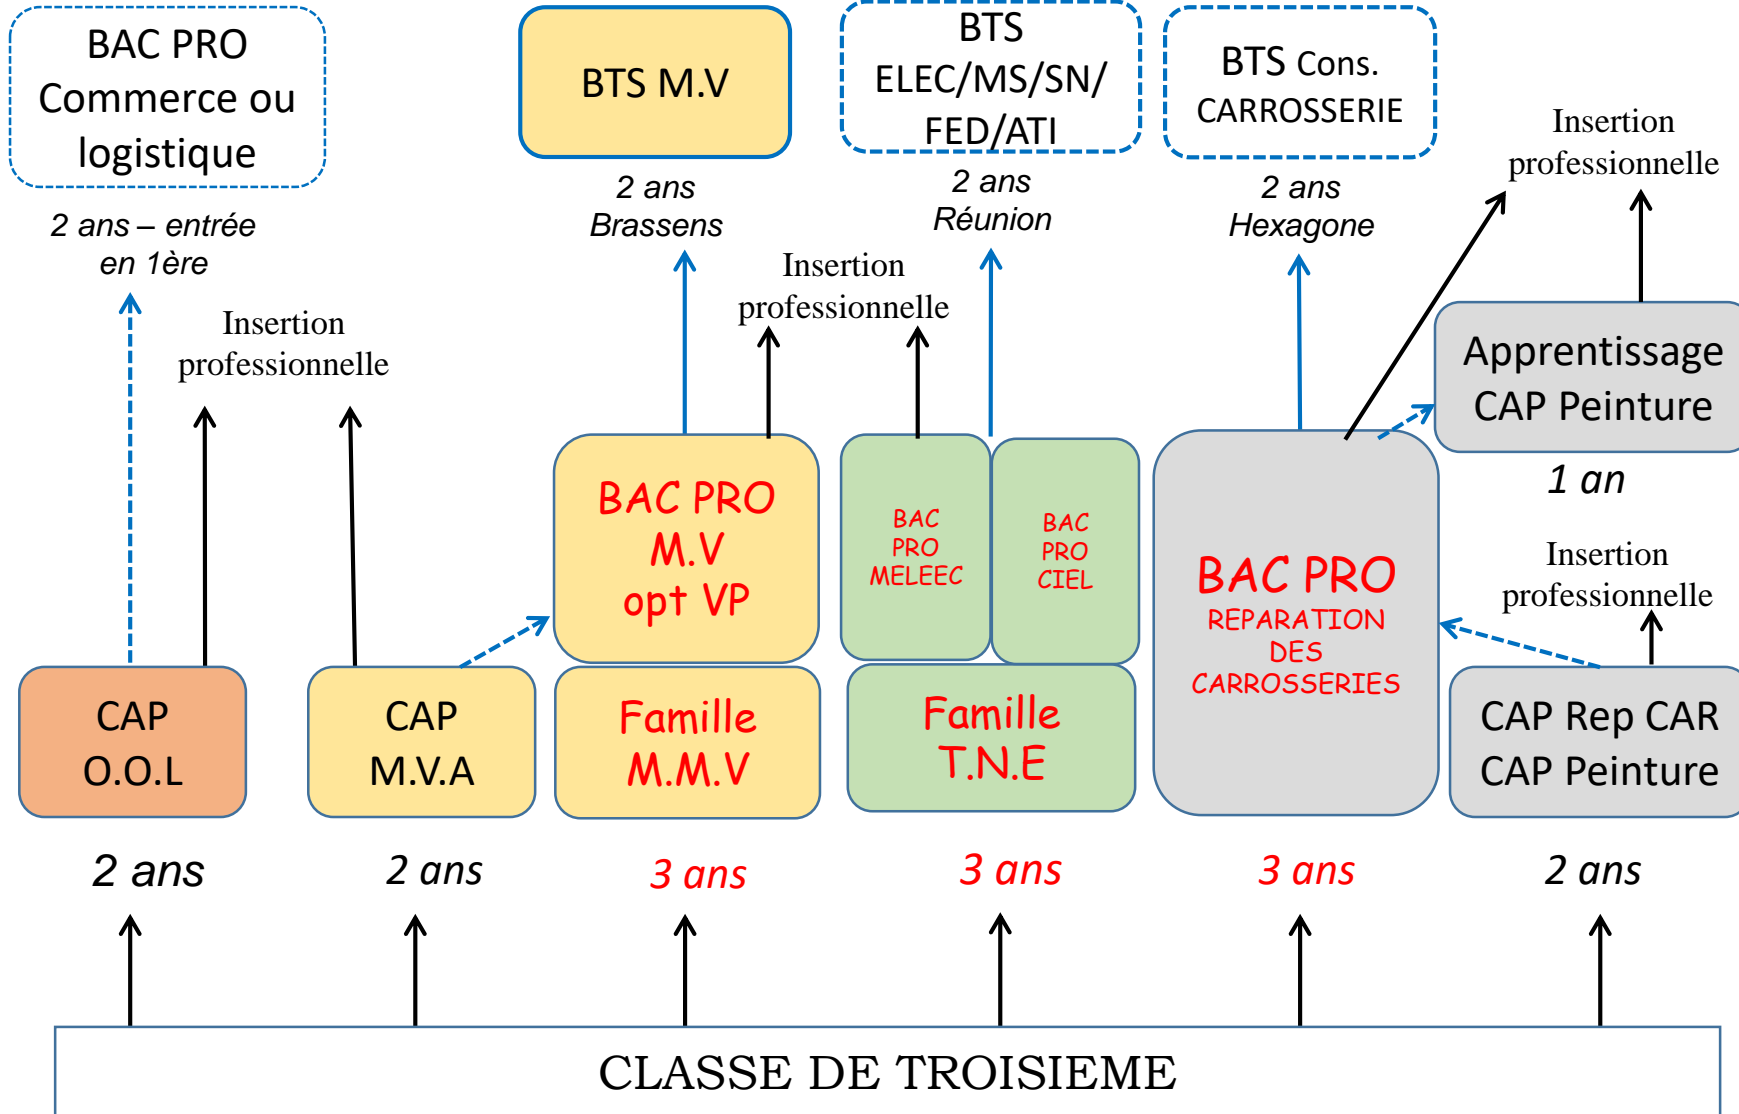 BAC PRO
Commerce ou
logistique
BTS M.V
BTS
ELEC/MS/SN/
FED/ATI
BTS Cons.
CARROSSERIE
2 ans – entrée
en 1ère
2 ans
Brassens
2 ans
Réunion
2 ans
Hexagone
Insertion
professionnelle
Insertion
professionnelle
Insertion
professionnelle
Apprentissage
CAP Peinture
1 an
BAC PRO
M.V
opt VP
BAC
PRO
MELEEC
BAC
PRO
CIEL
BAC PRO
REPARATION
DES
CARROSSERIES
Insertion
professionnelle
CAP
O.O.L
CAP
M.V.A
Famille
M.M.V
Famille
T.N.E
CAP Rep CAR
CAP Peinture
2 ans
2 ans
3 ans
3 ans
3 ans
2 ans
CLASSE DE TROISIEME